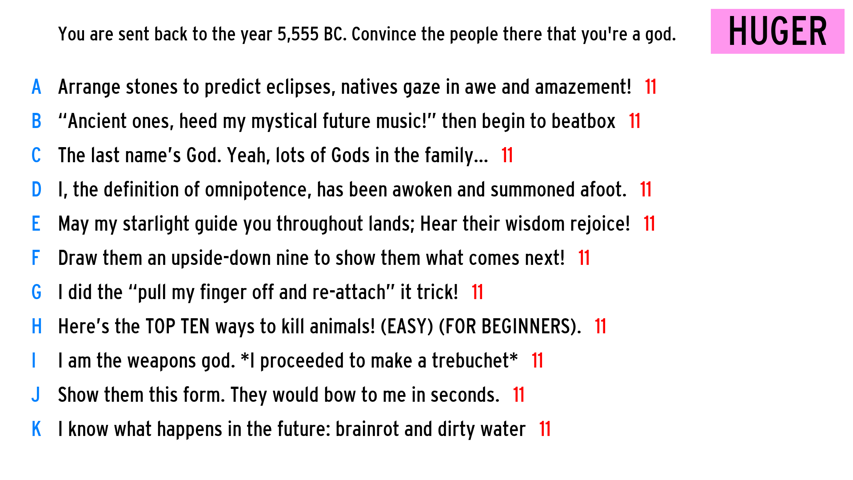 You are sent back to the year 5,555 BC. Convince the people there that you're a god.
HUGER
A Arrange stones to predict eclipses, natives gaze in awe and amazement! 11
B “Ancient ones, heed my mystical future music!” then begin to beatbox 11
C The last name’s God. Yeah, lots of Gods in the family... 11
D I, the definition of omnipotence, has been awoken and summoned afoot. 11
E May my starlight guide you throughout lands; Hear their wisdom rejoice! 11
F Draw them an upside-down nine to show them what comes next! 11
G I did the “pull my finger off and re-attach” it trick! 11
H Here’s the TOP TEN ways to kill animals! (EASY) (FOR BEGINNERS). 11
I I am the weapons god. *I proceeded to make a trebuchet* 11
J Show them this form. They would bow to me in seconds. 11
K I know what happens in the future: brainrot and dirty water 11